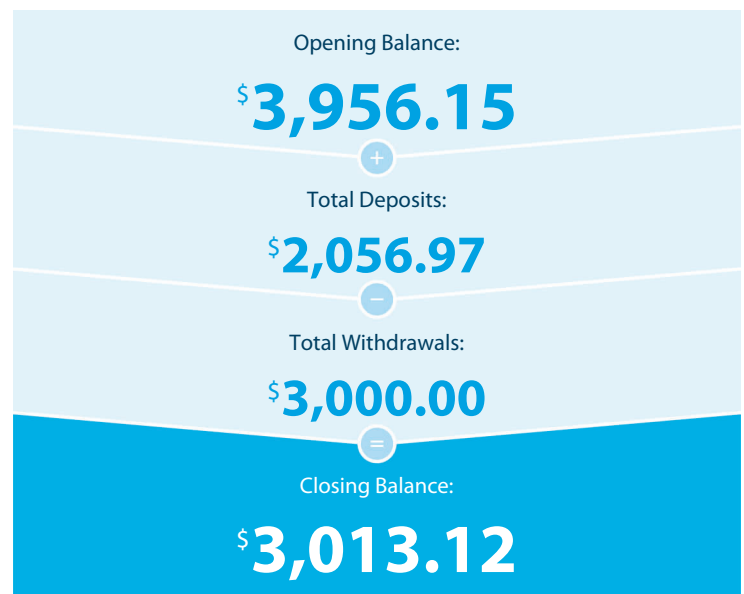 Opening Balance:
$3,956.15
+
Total Deposits:
$2,056.97
−
Total Withdrawals:
$3,000.00
=
Closing Balance:
$3,013.12